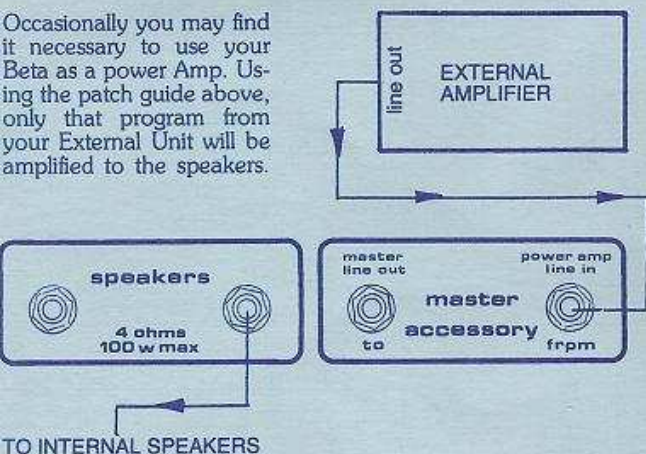 Occasionally you may find
it necessary to use your
Beta as a power Amp. Us-
ing the patch guide above,
only that program from
your External Unit will be
amplified to the speakers.
line out
EXTERNAL
AMPLIFIER
speakers
4 ohms
100 w max
master
line out
power amp
line in
master
accessory
to
frpm
TO INTERNAL SPEAKERS